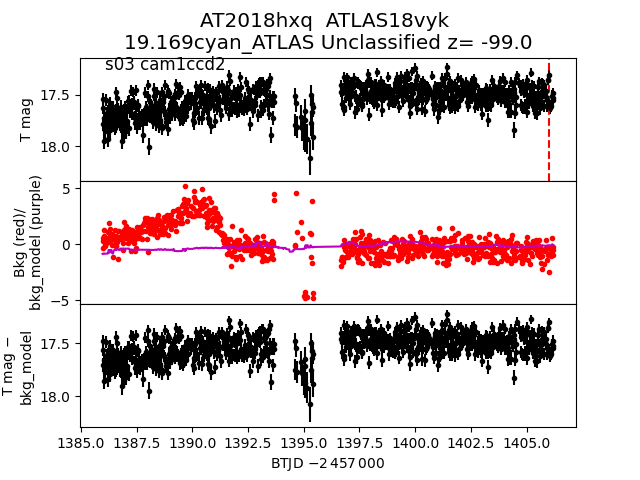 AT2018hxq  ATLAS18vyk
19.169cyan_ATLAS Unclassified z= -99.0
s03 cam1ccd2
T mag
17.5
18.0
Bkg (red)/
bkg_model (purple)
5
0
−5
T mag −
bkg_model
17.5
18.0
1385.0 1387.5 1390.0 1392.5 1395.0 1397.5 1400.0 1402.5 1405.0
BTJD −2 457 000